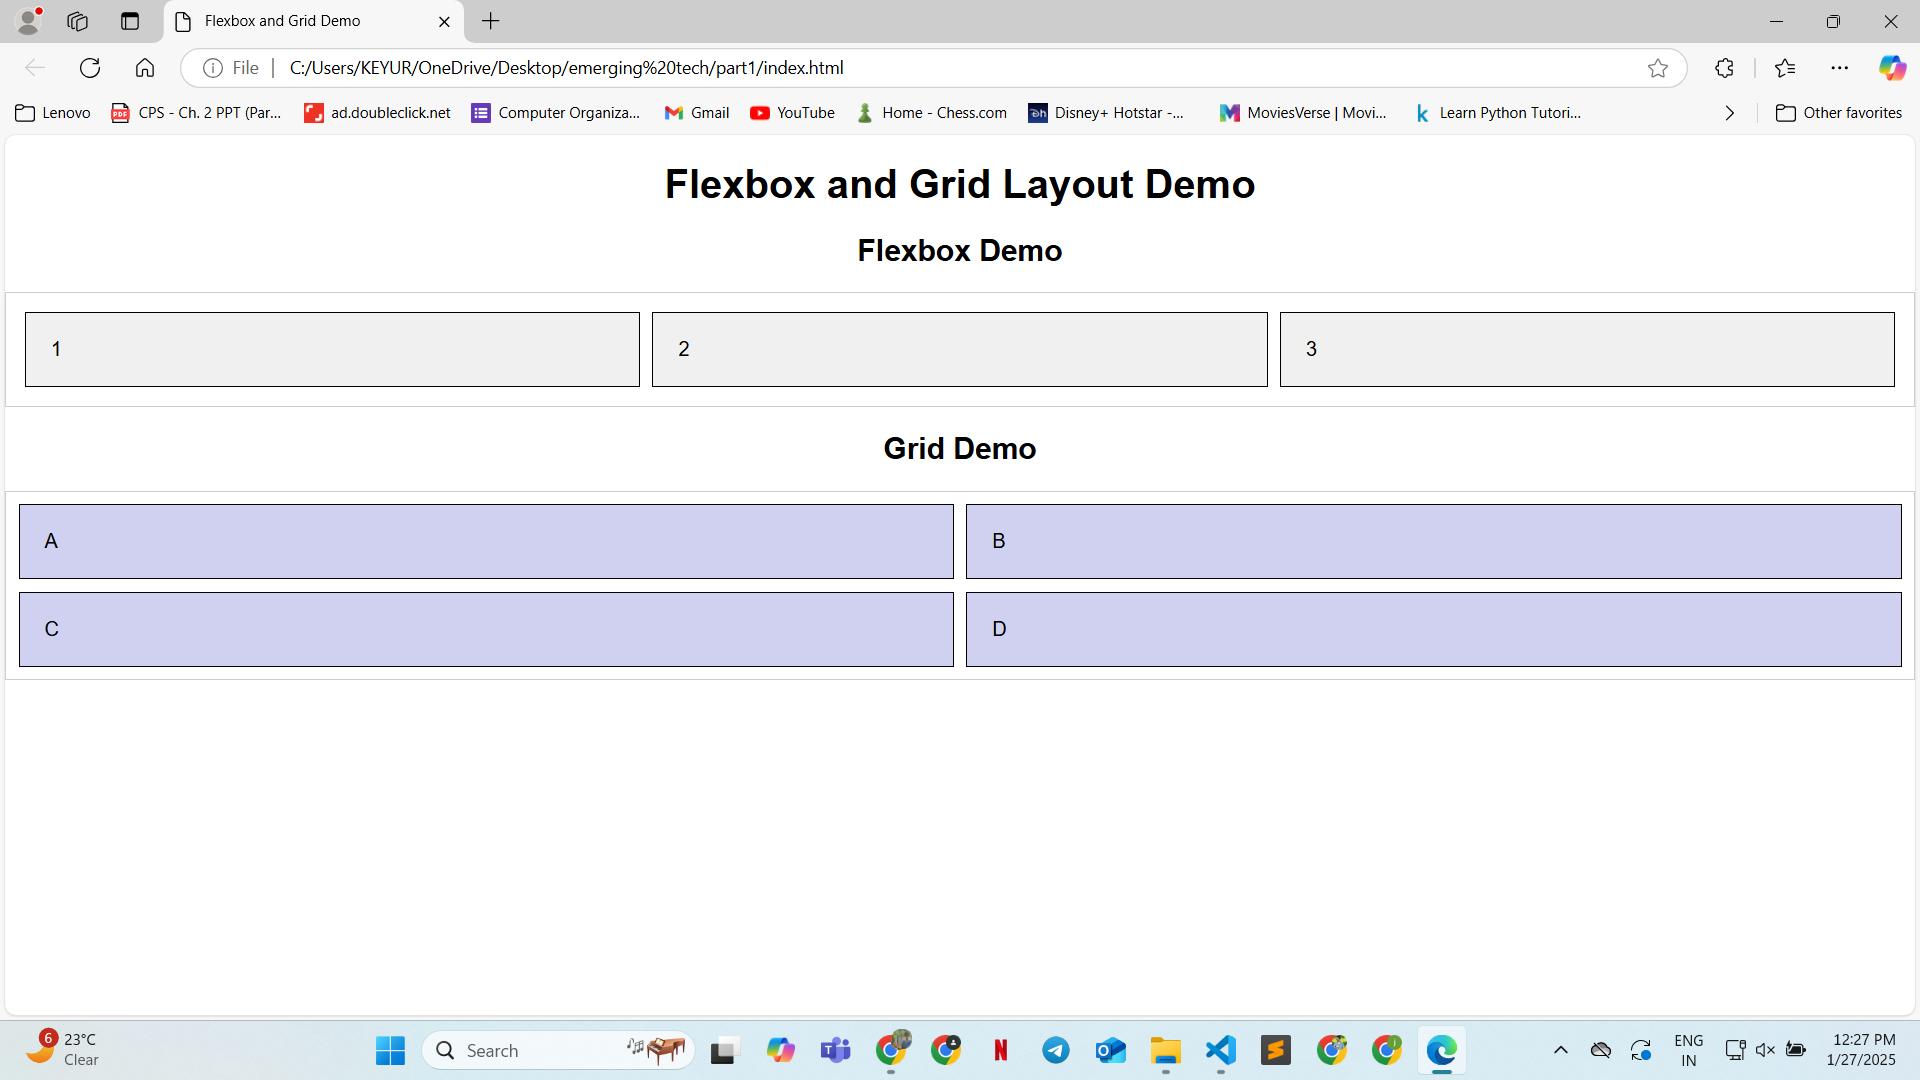 Flexbox and Grid Demo
File
C:/Users/KEYUR/OneDrive/Desktop/emerging%20tech/part1/index.html
Lenovo
PDF
CPS - Ch. 2 PPT (Par...
ad.doubleclick.net
Computer Organiza...
Gmail
YouTube
Home - Chess.com
Disney+ Hotstar -...
MoviesVerse | Movi...
Learn Python Tutori...
Other favorites
Flexbox and Grid Layout Demo
Flexbox Demo
1
2
3
Grid Demo
A
B
C
D
6
23°C
Clear
Search
ENG
IN
12:27 PM
1/27/2025